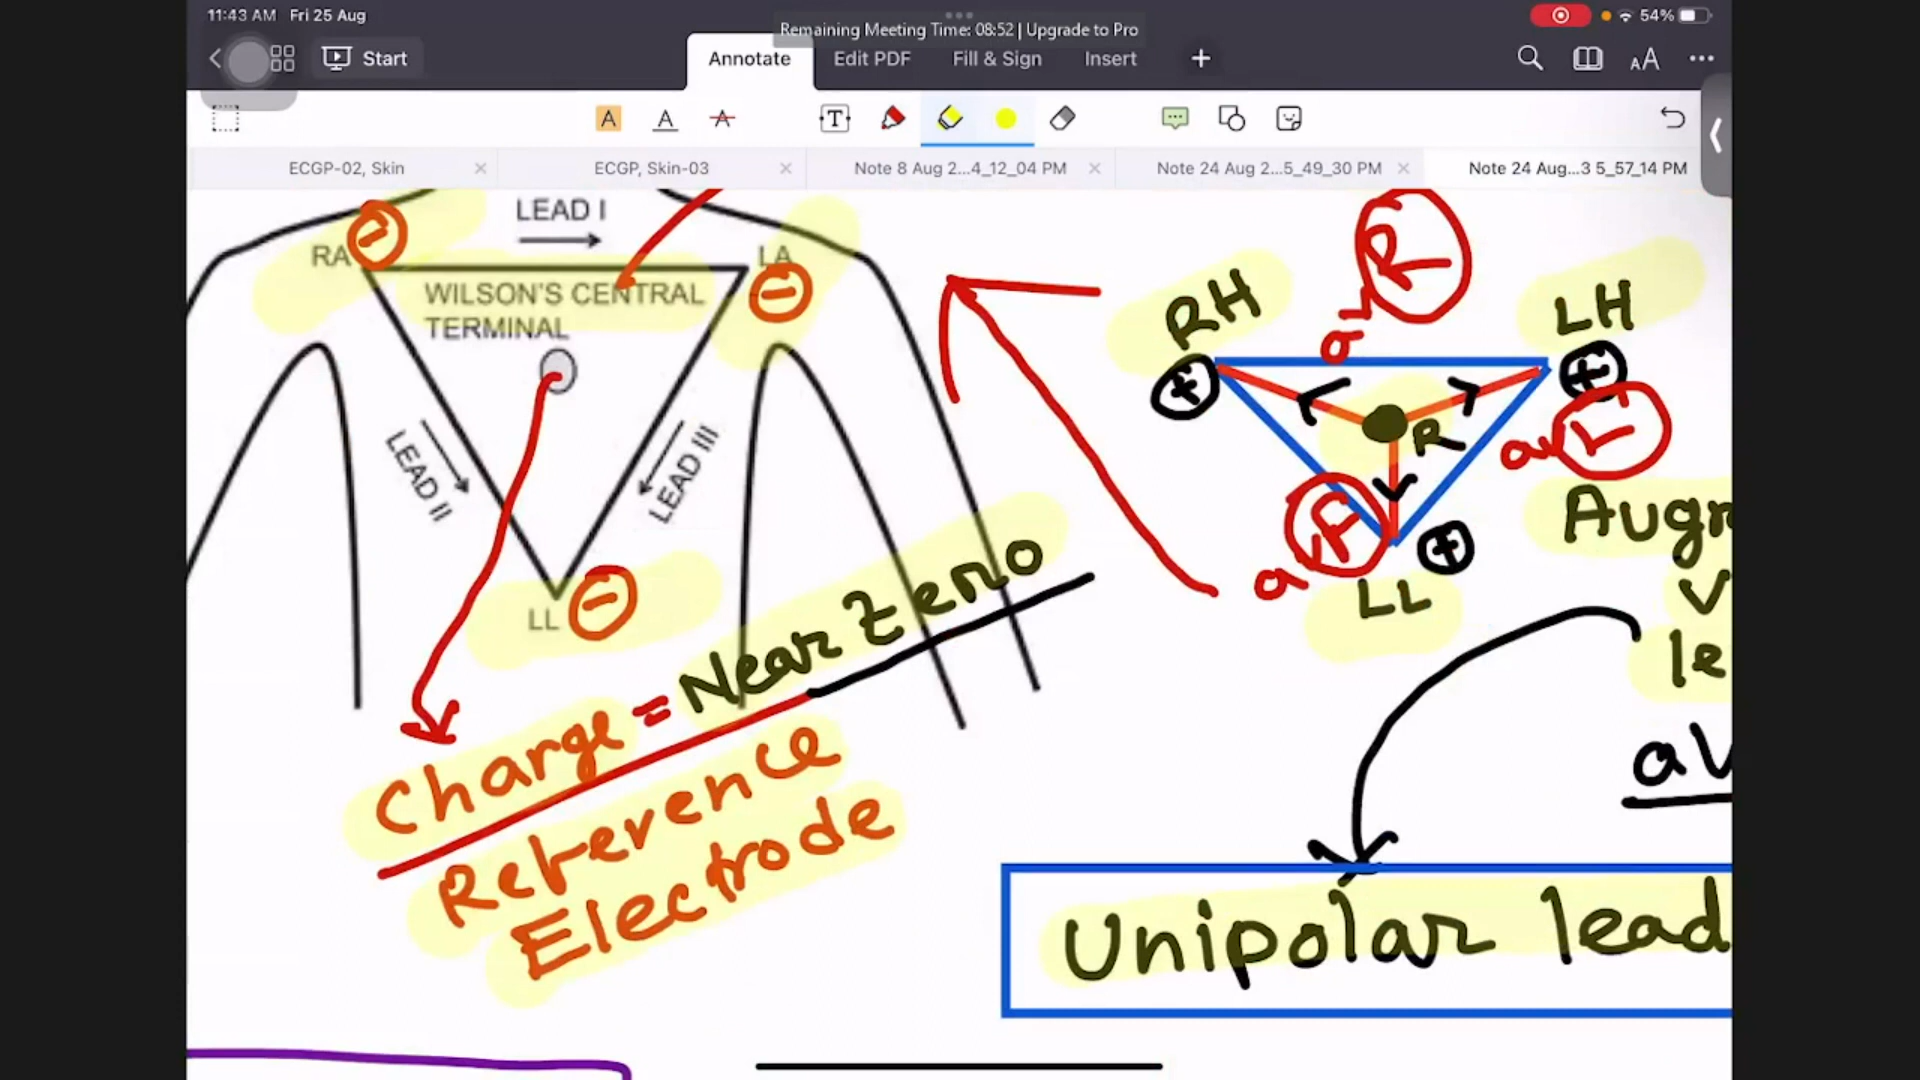 11:43 AM Fri 25 Aug
Remaining Meeting Time: 08:52 | Upgrade to Pro
54%
Start
Annotate
Edit PDF
Fill & Sign
Insert
ECGP-02, Skin
ECGP, Skin-03
Note 8 Aug 2...4_12_04 PM
Note 24 Aug 2...5_49_30 PM
Note 24 Aug...3 5_57_14 PM
LEAD I
RA
LA
WILSON'S CENTRAL
TERMINAL
LEAD II
LEAD III
LL
Charge = Near Zero
Reference
Electrode
RH
LH
avR
R
avL
avF
LL
Augm
V
le
aV
Unipolar lead